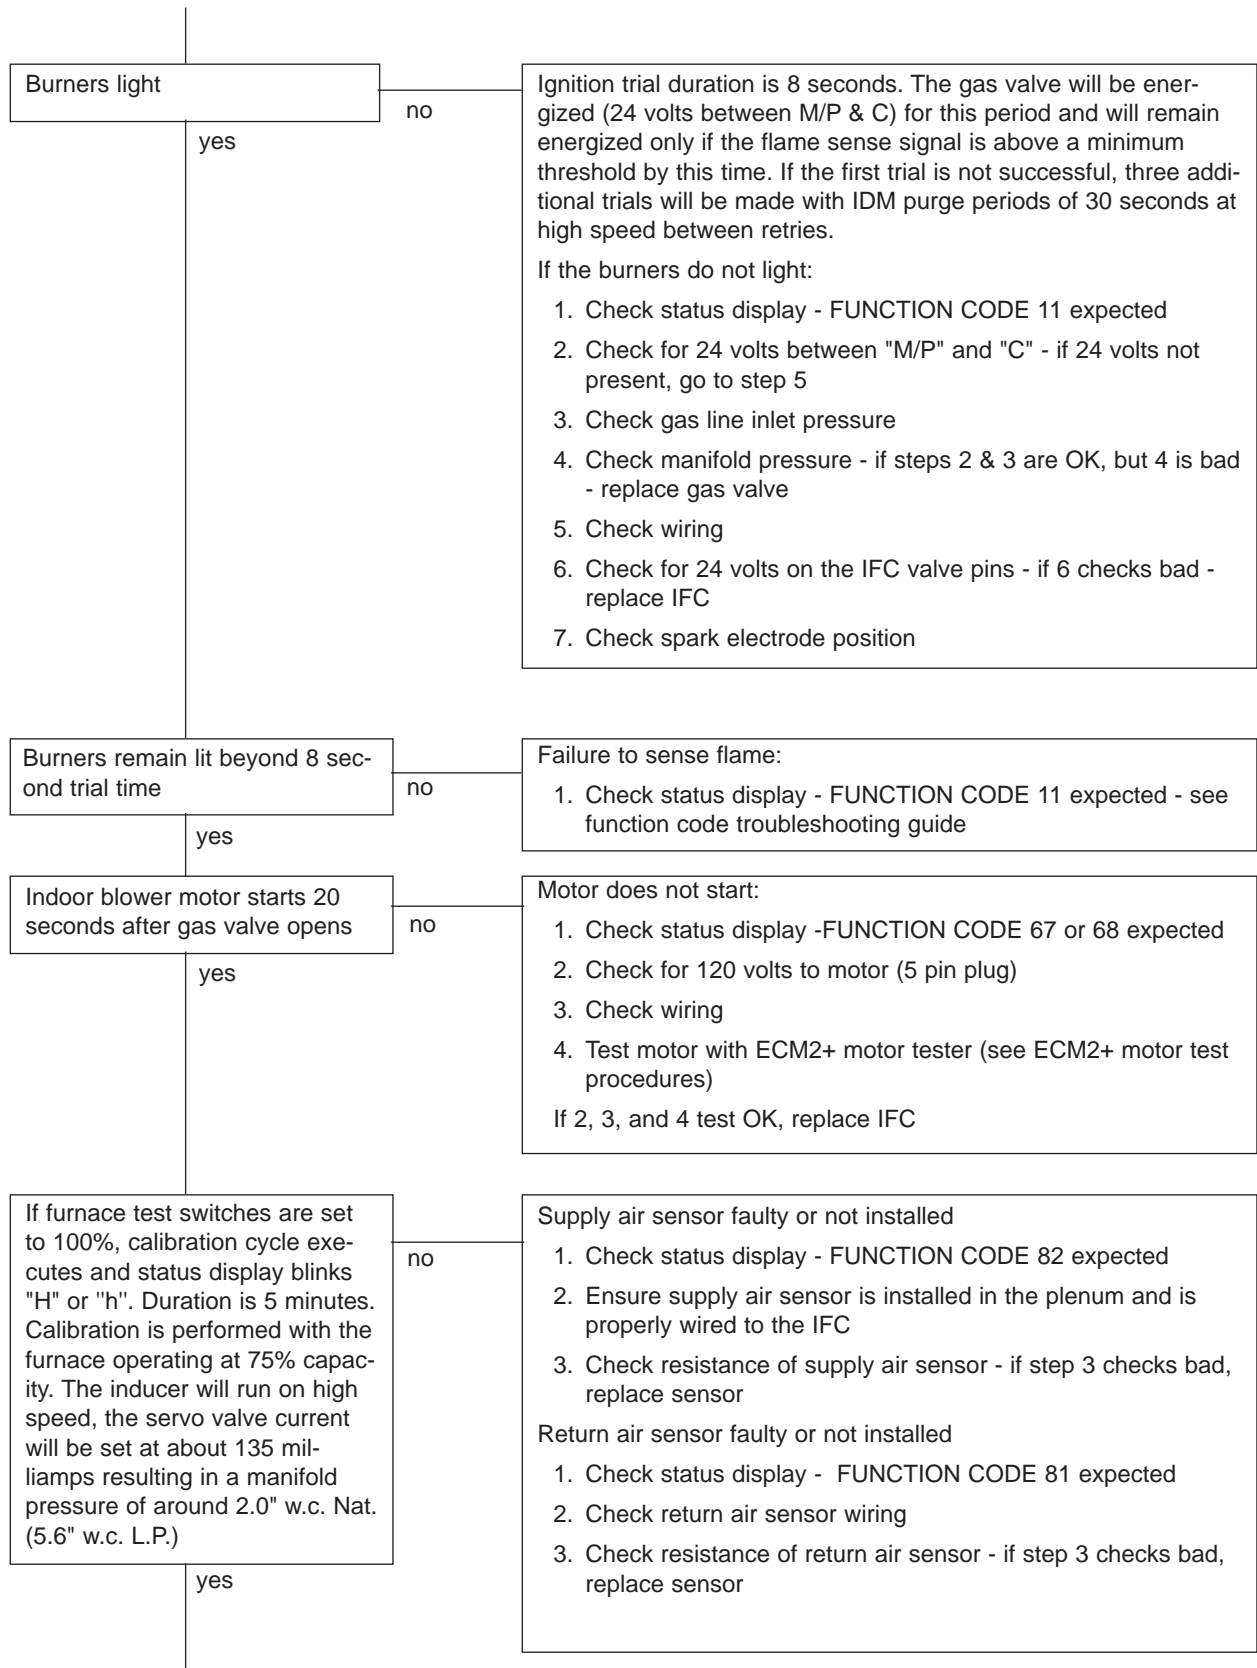 Burners light
no
yes
Ignition trial duration is 8 seconds. The gas valve will be ener-
gized (24 volts between M/P & C) for this period and will remain
energized only if the flame sense signal is above a minimum
threshold by this time. If the first trial is not successful, three addi-
tional trials will be made with IDM purge periods of 30 seconds at
high speed between retries.
If the burners do not light:
1. Check status display - FUNCTION CODE 11 expected
2. Check for 24 volts between "M/P" and "C" - if 24 volts not
present, go to step 5
3. Check gas line inlet pressure
4. Check manifold pressure - if steps 2 & 3 are OK, but 4 is bad
- replace gas valve
5. Check wiring
6. Check for 24 volts on the IFC valve pins - if 6 checks bad -
replace IFC
7. Check spark electrode position
Burners remain lit beyond 8 sec-
ond trial time
no
yes
Failure to sense flame:
1. Check status display - FUNCTION CODE 11 expected - see
function code troubleshooting guide
Indoor blower motor starts 20
seconds after gas valve opens
no
yes
Motor does not start:
1. Check status display -FUNCTION CODE 67 or 68 expected
2. Check for 120 volts to motor (5 pin plug)
3. Check wiring
4. Test motor with ECM2+ motor tester (see ECM2+ motor test
procedures)
If 2, 3, and 4 test OK, replace IFC
If furnace test switches are set
to 100%, calibration cycle exe-
cutes and status display blinks
"H" or "h". Duration is 5 minutes.
Calibration is performed with the
furnace operating at 75% capac-
ity. The inducer will run on high
speed, the servo valve current
will be set at about 135 mil-
liamps resulting in a manifold
pressure of around 2.0" w.c. Nat.
(5.6" w.c. L.P.)
no
yes
Supply air sensor faulty or not installed
1. Check status display - FUNCTION CODE 82 expected
2. Ensure supply air sensor is installed in the plenum and is
properly wired to the IFC
3. Check resistance of supply air sensor - if step 3 checks bad,
replace sensor
Return air sensor faulty or not installed
1. Check status display - FUNCTION CODE 81 expected
2. Check return air sensor wiring
3. Check resistance of return air sensor - if step 3 checks bad,
replace sensor